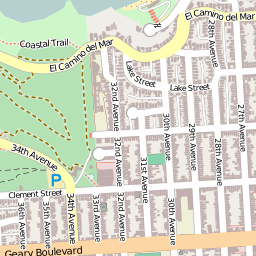 El Camino del Mar
28th Avenue
Coastal Trail
El Camino del Mar
Lake Street
Lake Street
32nd Avenue
27th Avenue
30th Avenue
29th Avenue
28th Avenue
34th Avenue
32nd Avenue
31st Avenue
P
Clement Street
36th Avenue
35th Avenue
34th Avenue
33rd Avenue
32nd Avenue
30th Avenue
Geary Boulevard